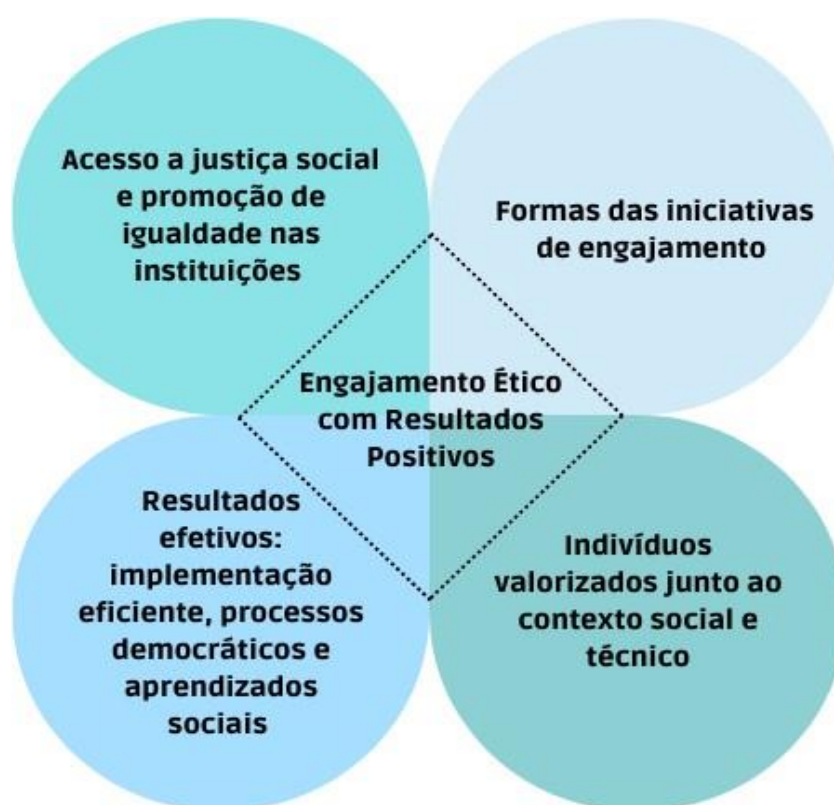 Acesso a justiça social
e promoção de
igualdade nas
instituições
Formas das iniciativas
de engajamento
Engajamento Ético
com Resultados
Positivos
Resultados
efetivos:
implementação
eficiente, processos
democráticos e
aprendizados
sociais
Indivíduos
valorizados junto ao
contexto social e
técnico